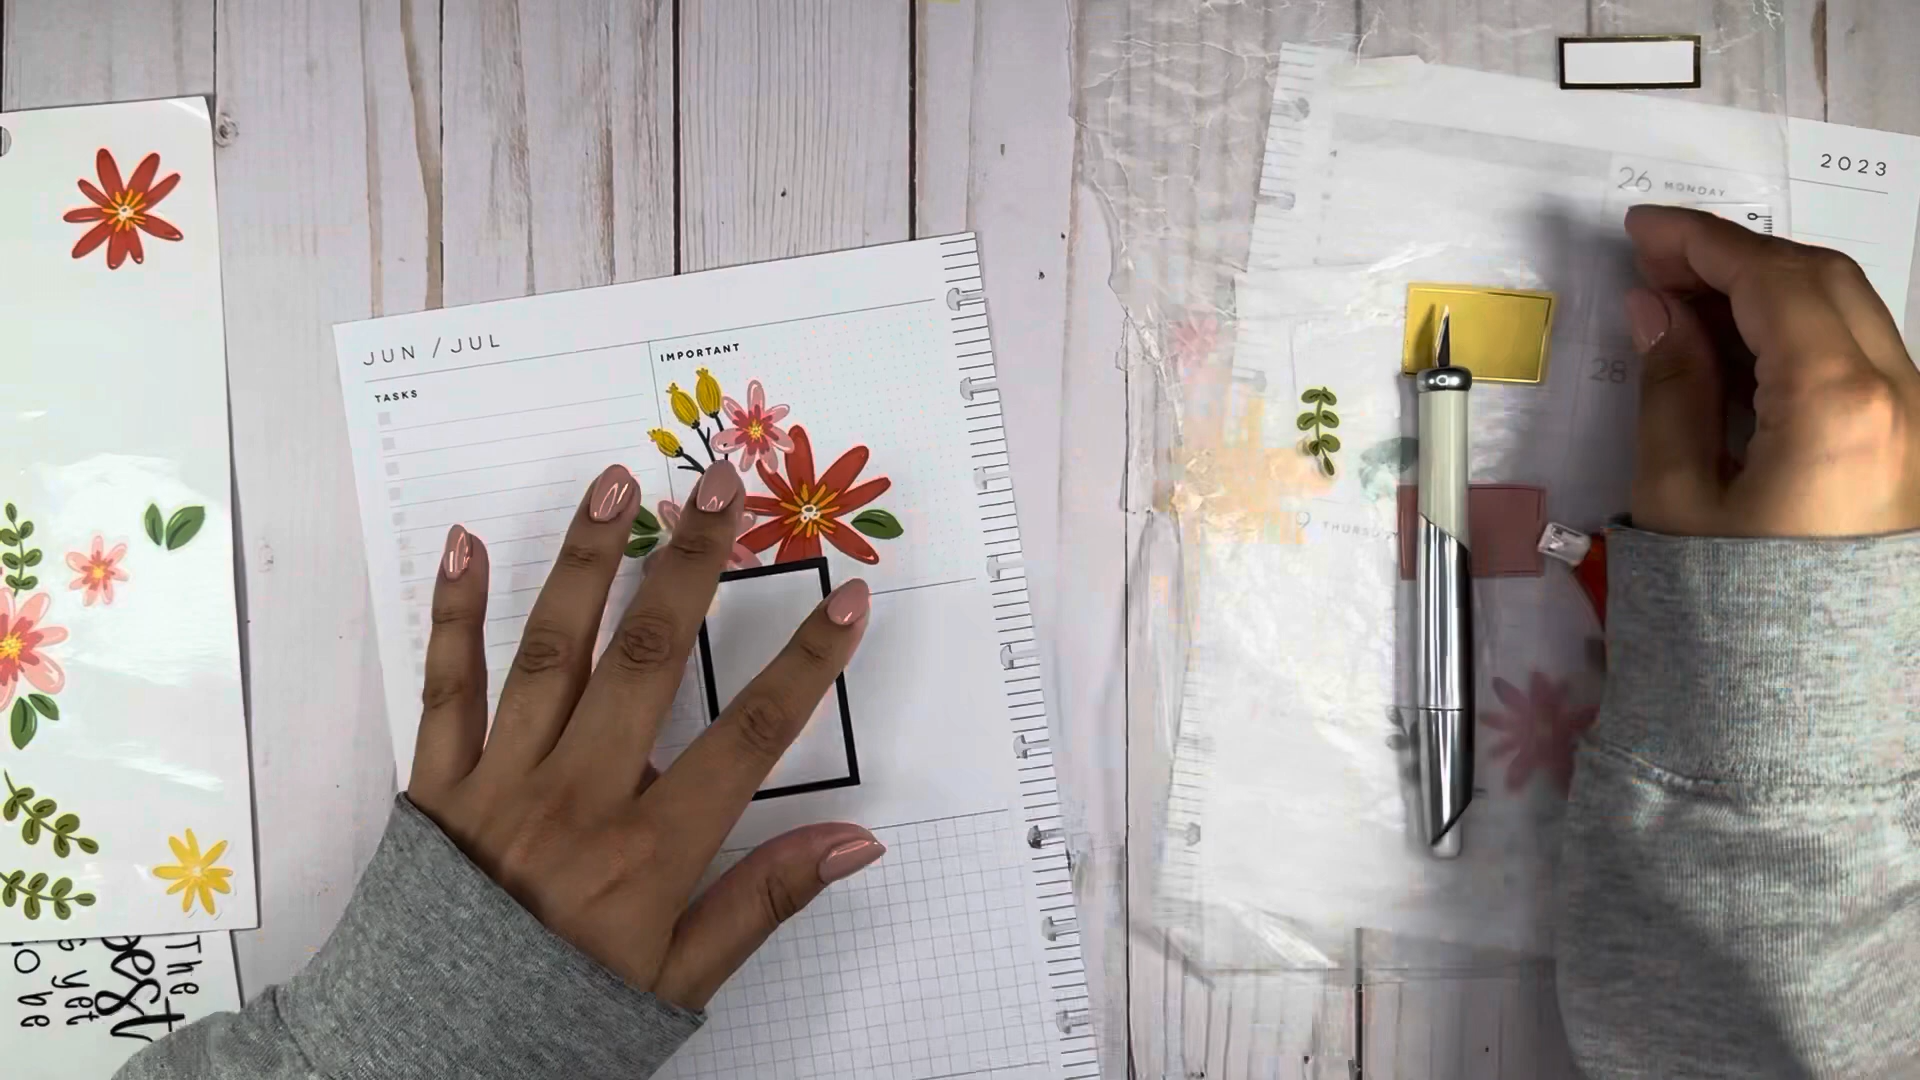 JUN / JUL
TASKS
IMPORTANT
2023
26 MONDAY
28
The
best
is yet
to be